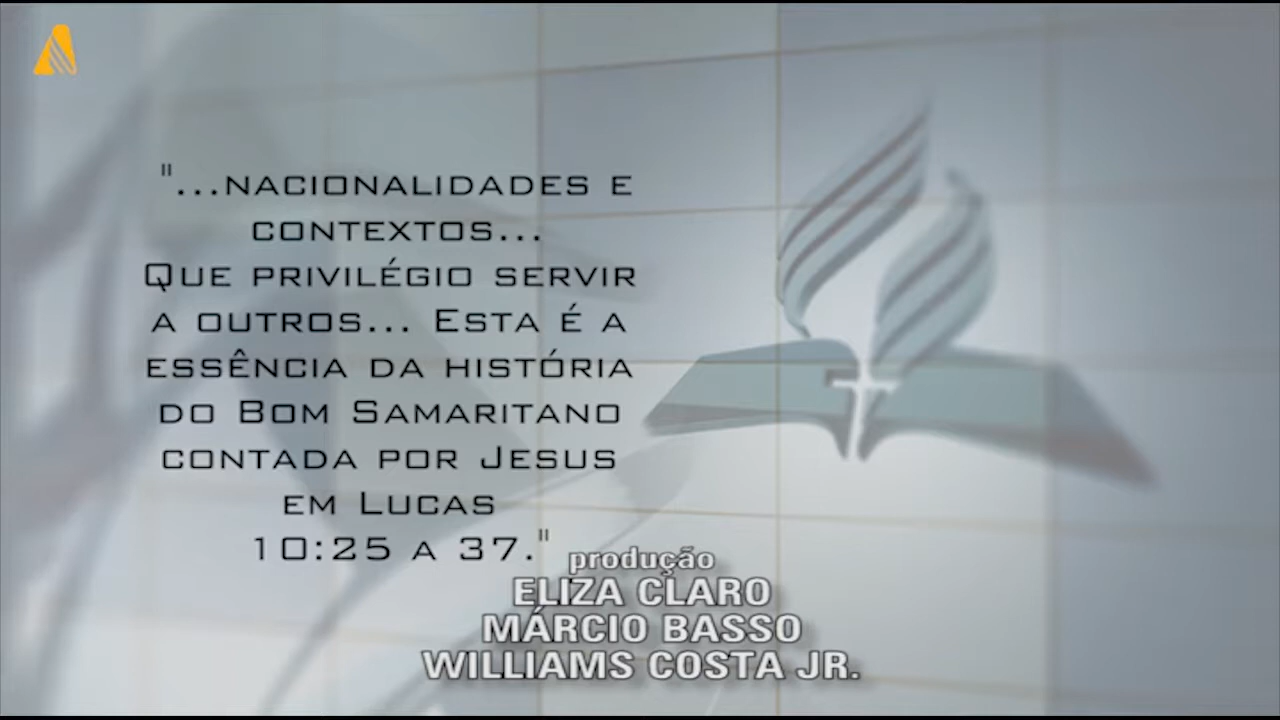 "...NACIONALIDADES E
CONTEXTOS...
QUE PRIVILÉGIO SERVIR
A OUTROS... ESTA É A
ESSÊNCIA DA HISTÓRIA
DO BOM SAMARITANO
CONTADA POR JESUS
EM LUCAS
10:25 A 37."
produção
ELIZA CLARO
MÁRCIO BASSO
WILLIAMS COSTA JR.